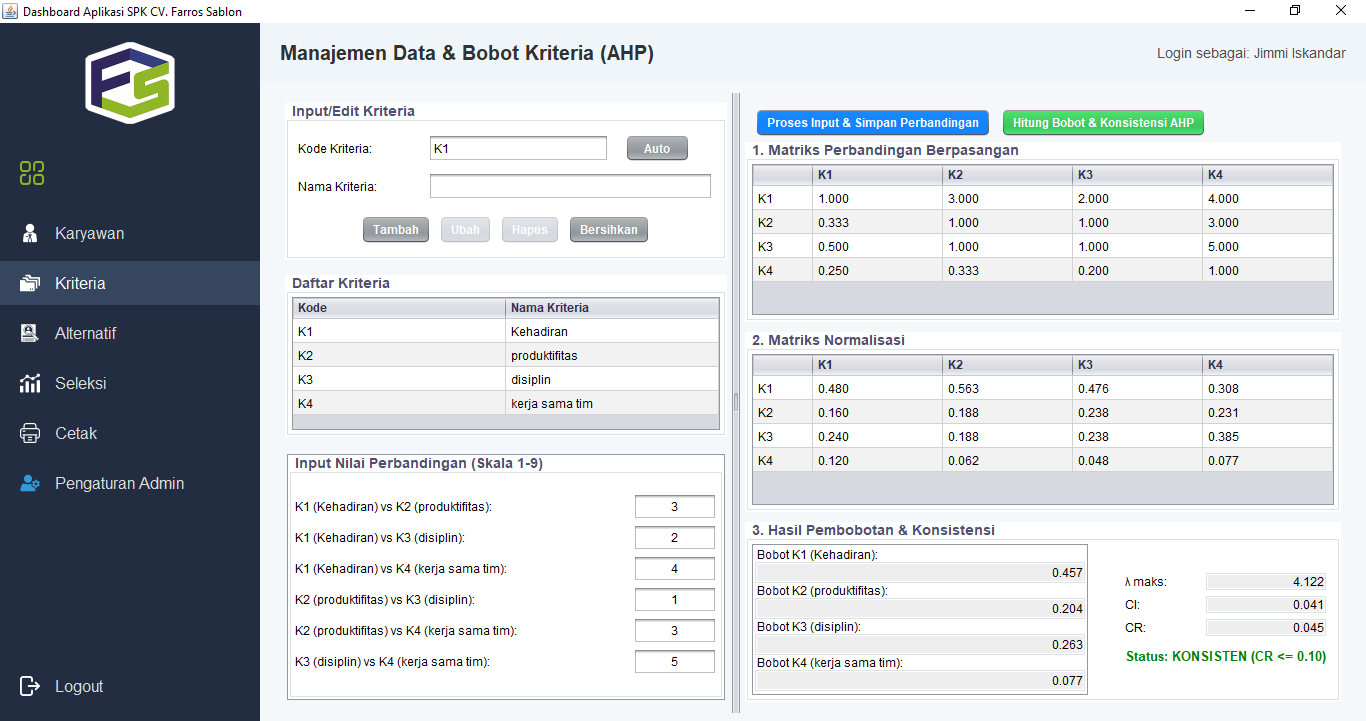 Dashboard Aplikasi SPK CV. Farros Sablon
Manajemen Data & Bobot Kriteria (AHP)
Login sebagai: Jimmi Iskandar
Karyawan
Kriteria
Alternatif
Seleksi
Cetak
Pengaturan Admin
Logout
Input/Edit Kriteria
Kode Kriteria: K1 Auto
Nama Kriteria:
Tambah Ubah Hapus Bersihkan
Daftar Kriteria
Kode Nama Kriteria
K1 Kehadiran
K2 produktifitas
K3 disiplin
K4 kerja sama tim
Input Nilai Perbandingan (Skala 1-9)
K1 (Kehadiran) vs K2 (produktifitas): 3
K1 (Kehadiran) vs K3 (disiplin): 2
K1 (Kehadiran) vs K4 (kerja sama tim): 4
K2 (produktifitas) vs K3 (disiplin): 1
K2 (produktifitas) vs K4 (kerja sama tim): 3
K3 (disiplin) vs K4 (kerja sama tim): 5
Proses Input & Simpan Perbandingan Hitung Bobot & Konsistensi AHP
1. Matriks Perbandingan Berpasangan
K1 K2 K3 K4
K1 1.000 3.000 2.000 4.000
K2 0.333 1.000 1.000 3.000
K3 0.500 1.000 1.000 5.000
K4 0.250 0.333 0.200 1.000
2. Matriks Normalisasi
K1 K2 K3 K4
K1 0.480 0.563 0.476 0.308
K2 0.160 0.188 0.238 0.231
K3 0.240 0.188 0.238 0.385
K4 0.120 0.062 0.048 0.077
3. Hasil Pembobotan & Konsistensi
Bobot K1 (Kehadiran):
0.457
Bobot K2 (produktifitas):
0.204
Bobot K3 (disiplin):
0.263
Bobot K4 (kerja sama tim):
0.077
λ maks: 4.122
CI: 0.041
CR: 0.045
Status: KONSISTEN (CR <= 0.10)